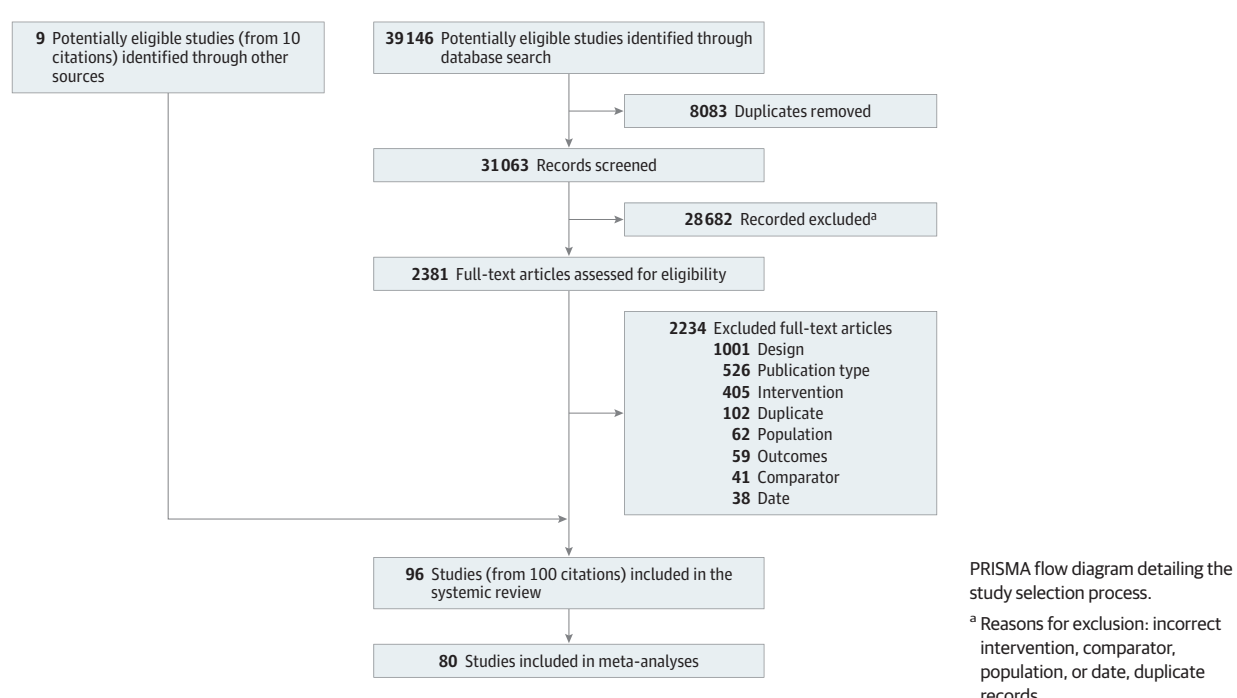 9 Potentially eligible studies (from 10
citations) identified through other
sources
39146 Potentially eligible studies identified through
database search
8083 Duplicates removed
31063 Records screened
28682 Recorded excludedᵃ
2381 Full-text articles assessed for eligibility
2234 Excluded full-text articles
1001 Design
526 Publication type
405 Intervention
102 Duplicate
62 Population
59 Outcomes
41 Comparator
38 Date
96 Studies (from 100 citations) included in the
systemic review
80 Studies included in meta-analyses
PRISMA flow diagram detailing the
study selection process.
ᵃ Reasons for exclusion: incorrect
intervention, comparator,
population, or date, duplicate
records